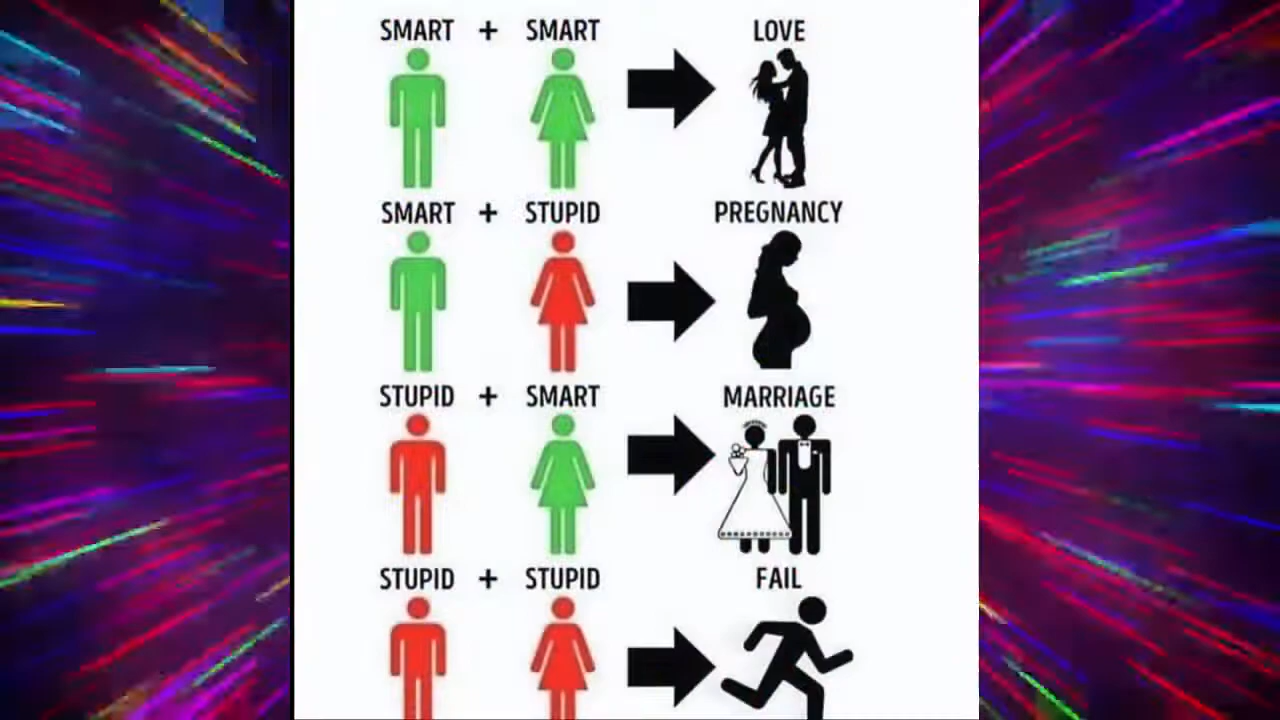 SMART + SMART LOVE
SMART + STUPID PREGNANCY
STUPID + SMART MARRIAGE
STUPID + STUPID FAIL